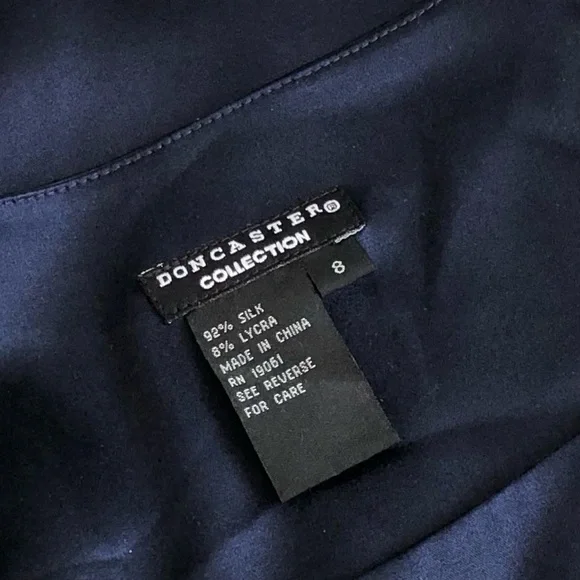 DONCASTER®
COLLECTION
8
92% SILK
8% LYCRA
MADE IN CHINA
RN 19061
SEE REVERSE
FOR CARE